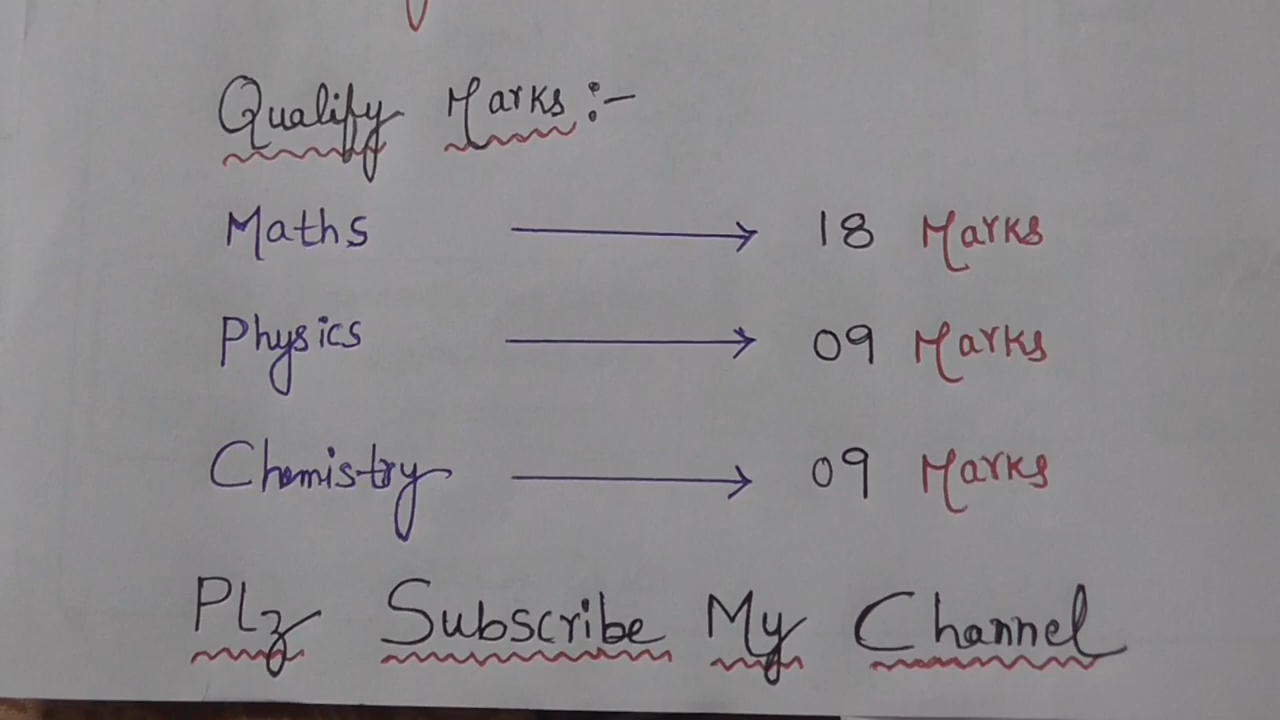 Qualify Marks :-
Maths → 18 Marks
Physics → 09 Marks
Chemistry → 09 Marks
Plz Subscribe My Channel